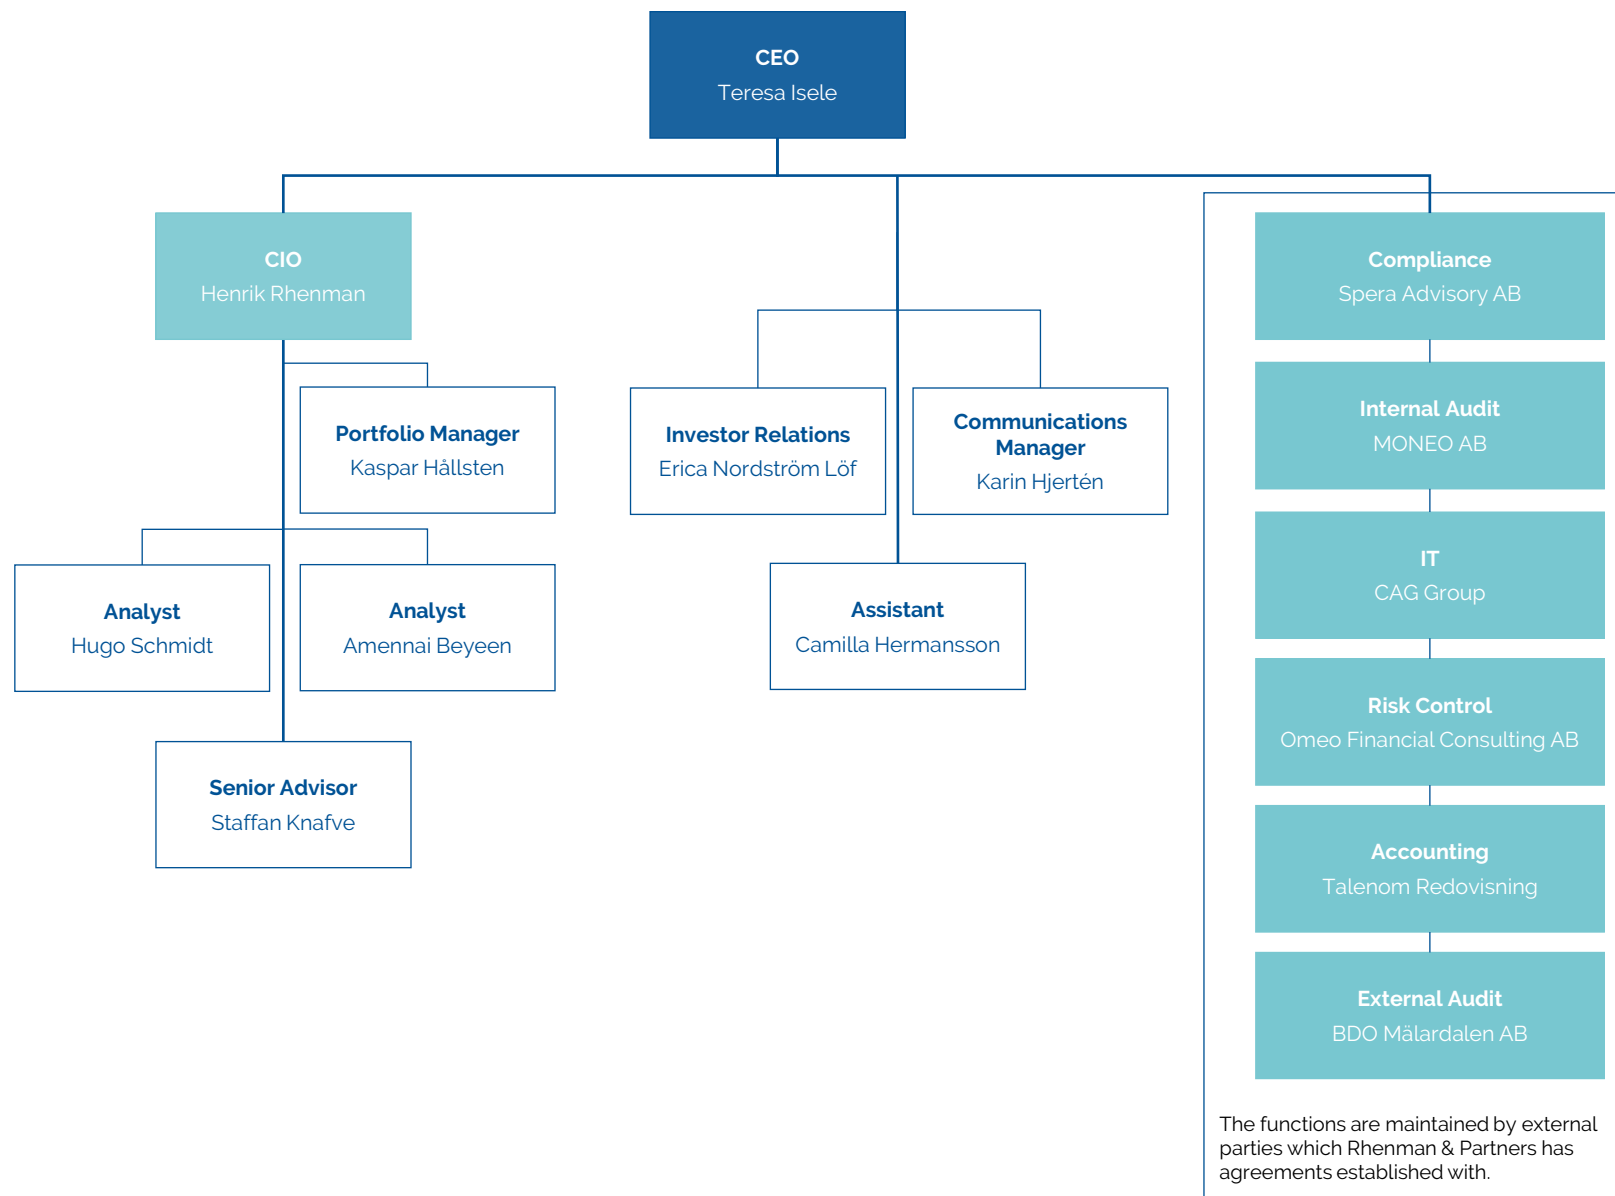 CEO
Teresa Isele
CIO
Henrik Rhenman
Portfolio Manager
Kaspar Hållsten
Analyst
Hugo Schmidt
Analyst
Amennai Beyeen
Senior Advisor
Staffan Knafve
Investor Relations
Erica Nordström Löf
Communications
Manager
Karin Hjertén
Assistant
Camilla Hermansson
Compliance
Spera Advisory AB
Internal Audit
MONEO AB
IT
CAG Group
Risk Control
Omeo Financial Consulting AB
Accounting
Talenom Redovisning
External Audit
BDO Mälardalen AB
The functions are maintained by external
parties which Rhenman & Partners has
agreements established with.